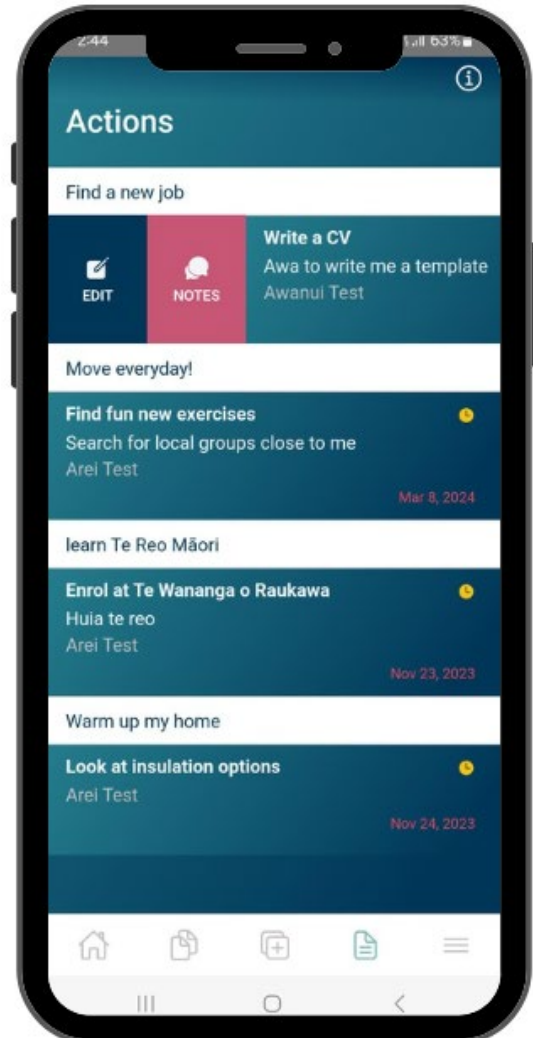 2:44
63%
Actions
Find a new job
EDIT
NOTES
Write a CV
Awa to write me a template
Awanui Test
Move everyday!
Find fun new exercises
Search for local groups close to me
Arei Test
Mar 8, 2024
learn Te Reo Māori
Enrol at Te Wananga o Raukawa
Huia te reo
Arei Test
Nov 23, 2023
Warm up my home
Look at insulation options
Arei Test
Nov 24, 2023